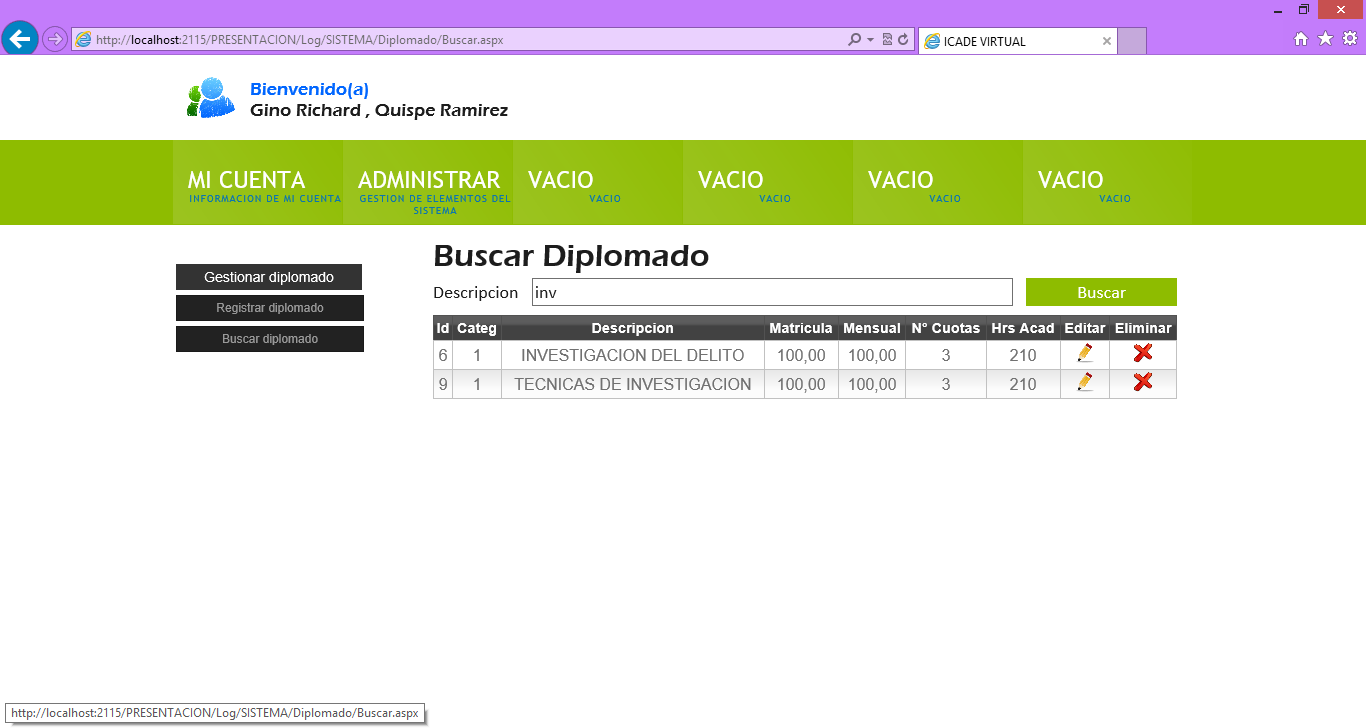 http://localhost:2115/PRESENTACION/Log/SISTEMA/Diplomado/Buscar.aspx
ICADE VIRTUAL
Bienvenido(a)
Gino Richard , Quispe Ramirez
MI CUENTA
INFORMACION DE MI CUENTA
ADMINISTRAR
GESTION DE ELEMENTOS DEL
SISTEMA
VACIO
VACIO
VACIO
VACIO
VACIO
VACIO
VACIO
VACIO
Gestionar diplomado
Registrar diplomado
Buscar diplomado
Buscar Diplomado
Descripcion inv Buscar
Id Categ Descripcion Matricula Mensual N° Cuotas Hrs Acad Editar Eliminar
6 1 INVESTIGACION DEL DELITO 100,00 100,00 3 210
9 1 TECNICAS DE INVESTIGACION 100,00 100,00 3 210
http://localhost:2115/PRESENTACION/Log/SISTEMA/Diplomado/Buscar.aspx